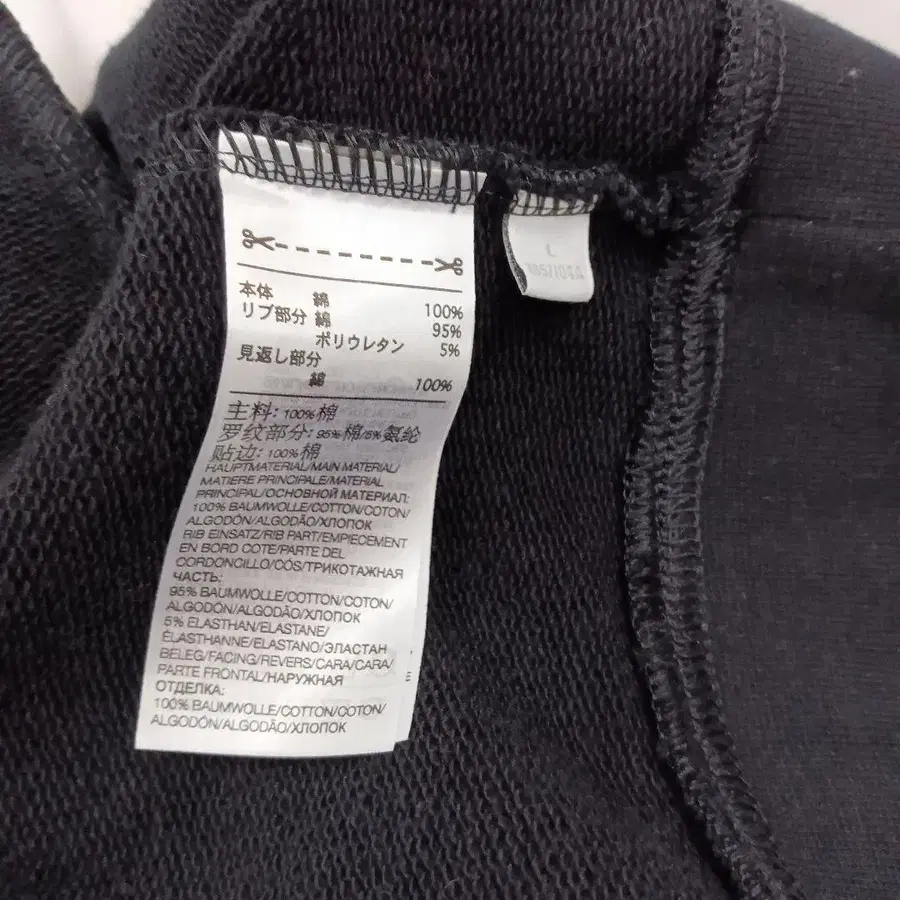 本体 綿 100%
リブ部分 綿 95%
ポリウレタン 5%
見返し部分
綿 100%
主料: 100%棉
罗纹部分: 95%棉/5%氨纶
贴边: 100%棉
HAUPTMATERIAL/MAIN MATERIAL/
MATIERE PRINCIPALE/MATERIAL
PRINCIPAL/ОСНОВНОЙ МАТЕРИАЛ:
100% BAUMWOLLE/COTTON/COTON/
ALGODÓN/ALGODÃO/ХЛОПОК
RIB EINSATZ/RIB PART/EMPIECEMENT
EN BORD COTE/PARTE DEL
CORDONCILLO/CÓS/ТРИКОТАЖНАЯ
ЧАСТЬ:
95% BAUMWOLLE/COTTON/COTON/
ALGODÓN/ALGODÃO/ХЛОПОК
5% ELASTHAN/ELASTANE/
ÉLASTHANNE/ELASTANO/ЭЛАСТАН
BELEG/FACING/REVERS/CARA/CARA/
PARTE FRONTAL/НАРУЖНАЯ
ОТДЕЛКА:
100% BAUMWOLLE/COTTON/COTON/
ALGODÓN/ALGODÃO/ХЛОПОК
L